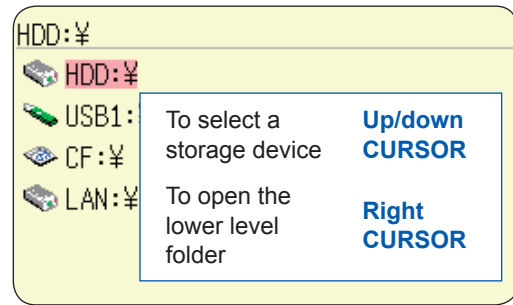 HDD:¥
HDD:¥
USB1:
CF:¥
LAN:¥
To select a
storage device
Up/down
CURSOR
To open the
lower level
folder
Right
CURSOR